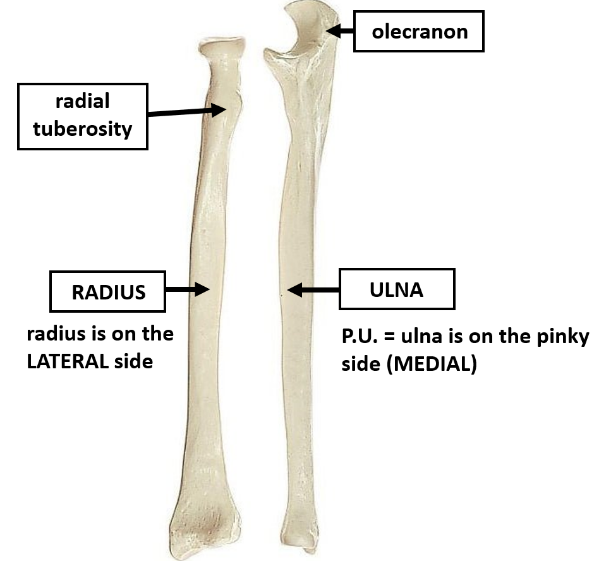 olecranon
radial
tuberosity
RADIUS
radius is on the
LATERAL side
ULNA
P.U. = ulna is on the pinky
side (MEDIAL)